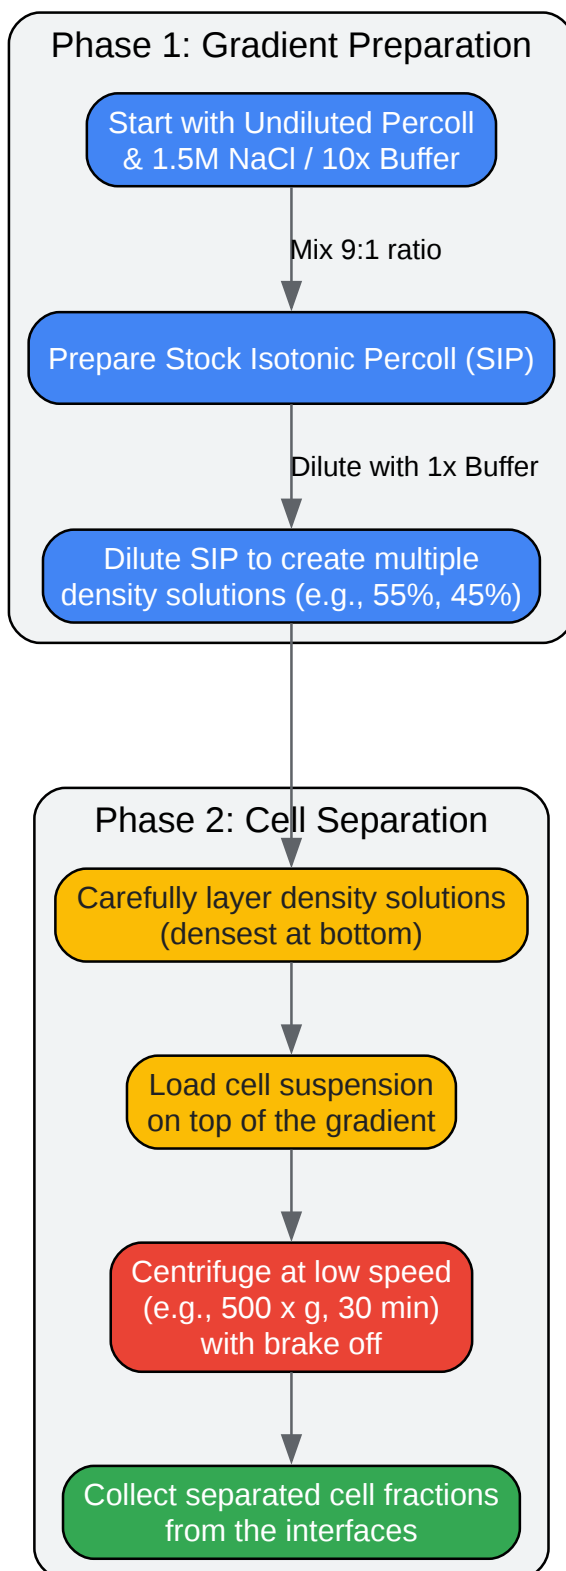 Phase 1: Gradient Preparation
Start with Undiluted Percoll
& 1.5M NaCl / 10x Buffer
Mix 9:1 ratio
Prepare Stock Isotonic Percoll (SIP)
Dilute with 1x Buffer
Dilute SIP to create multiple
density solutions (e.g., 55%, 45%)
Phase 2: Cell Separation
Carefully layer density solutions
(densest at bottom)
Load cell suspension
on top of the gradient
Centrifuge at low speed
(e.g., 500 x g, 30 min)
with brake off
Collect separated cell fractions
from the interfaces